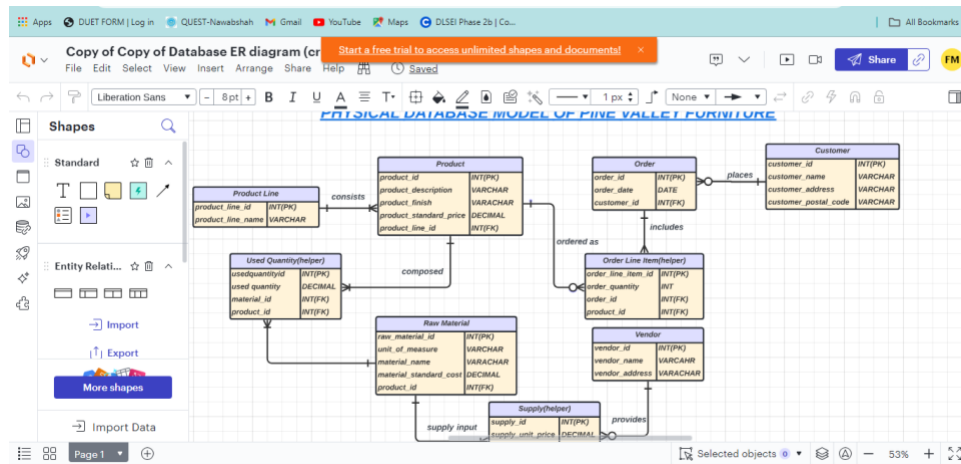 Apps DUET FORM | Log in QUEST-Nawabshah Gmail YouTube Maps DLSEI Phase 2b | Co... All Bookmarks
Copy of Copy of Database ER diagram (cr
Start a free trial to access unlimited shapes and documents! ×
File Edit Select View Insert Arrange Share Help Saved
Share
FM
Liberation Sans - 8 pt + B I U A T 1 px None
PHYSICAL DATABASE MODEL OF PINE VALLEY FURNITURE
Shapes
Standard
T
Entity Relati...
Import
Export
More shapes
Import Data
Product Line
product_line_id INT(PK)
product_line_name VARCHAR
consists
Product
product_id INT(PK)
product_description VARCHAR
product_finish VARACHAR
product_standard_price DECIMAL
product_line_id INT(FK)
Order
order_id INT(PK)
order_date DATE
customer_id INT(FK)
places
Customer
customer_id INT(PK)
customer_name VARCHAR
customer_address VARCHAR
customer_postal_code VARCHAR
includes
ordered as
composed
Used Quantity(helper)
usedquantityid INT(PK)
used quantity DECIMAL
material_id INT(FK)
product_id INT(FK)
Order Line Item(helper)
order_line_item_id INT(PK)
order_quantity INT
order_id INT(FK)
product_id INT(FK)
Raw Material
raw_material_id INT(PK)
unit_of_measure VARCHAR
material_name VARACHAR
material_standard_cost DECIMAL
product_id INT(FK)
Vendor
vendor_id INT(PK)
vendor_name VARCAHR
vendor_address VARACHAR
supply input
Supply(helper)
supply_id INT(PK)
supply_unit_price DECIMAL
provides
Page 1
Selected objects 0
53%